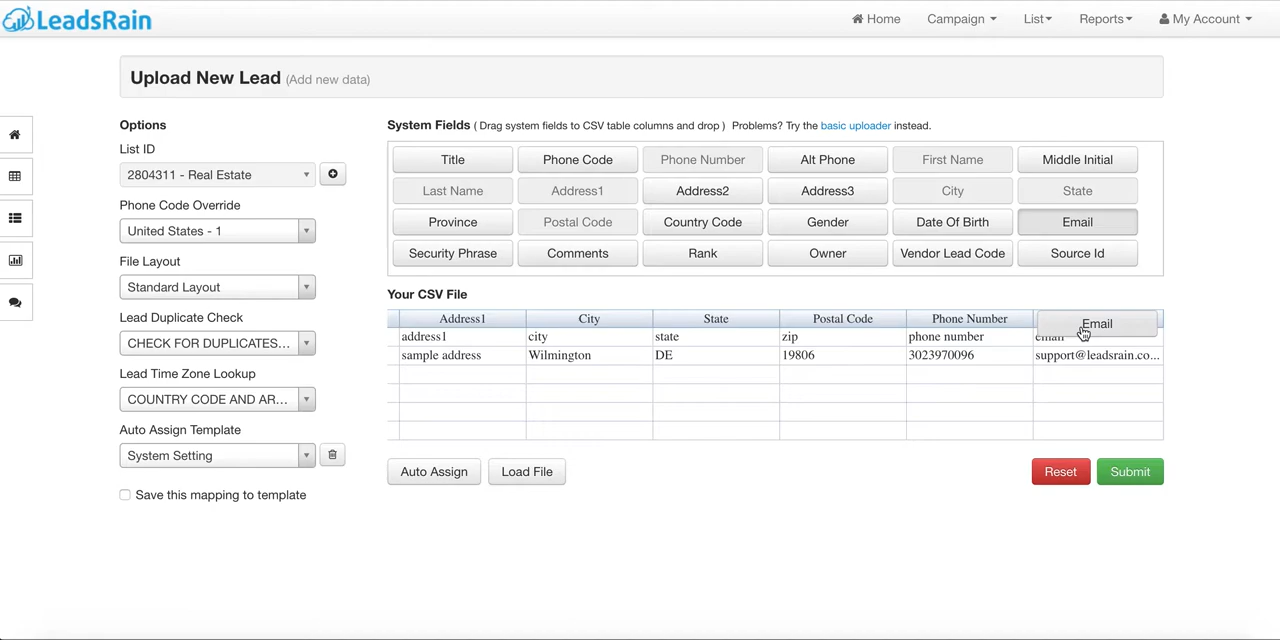 LeadsRain
Home Campaign List Reports My Account
Upload New Lead (Add new data)
Options
List ID
2804311 - Real Estate
Phone Code Override
United States - 1
File Layout
Standard Layout
Lead Duplicate Check
CHECK FOR DUPLICATES...
Lead Time Zone Lookup
COUNTRY CODE AND AR...
Auto Assign Template
System Setting
Save this mapping to template
System Fields ( Drag system fields to CSV table columns and drop ) Problems? Try the basic uploader instead.
Title Phone Code Phone Number Alt Phone First Name Middle Initial
Last Name Address1 Address2 Address3 City State
Province Postal Code Country Code Gender Date Of Birth Email
Security Phrase Comments Rank Owner Vendor Lead Code Source Id
Your CSV File
Address1 City State Postal Code Phone Number Email
address1 city state zip phone number email
sample address Wilmington DE 19806 3023970096 support@leadsrain.co...
Auto Assign Load File Reset Submit